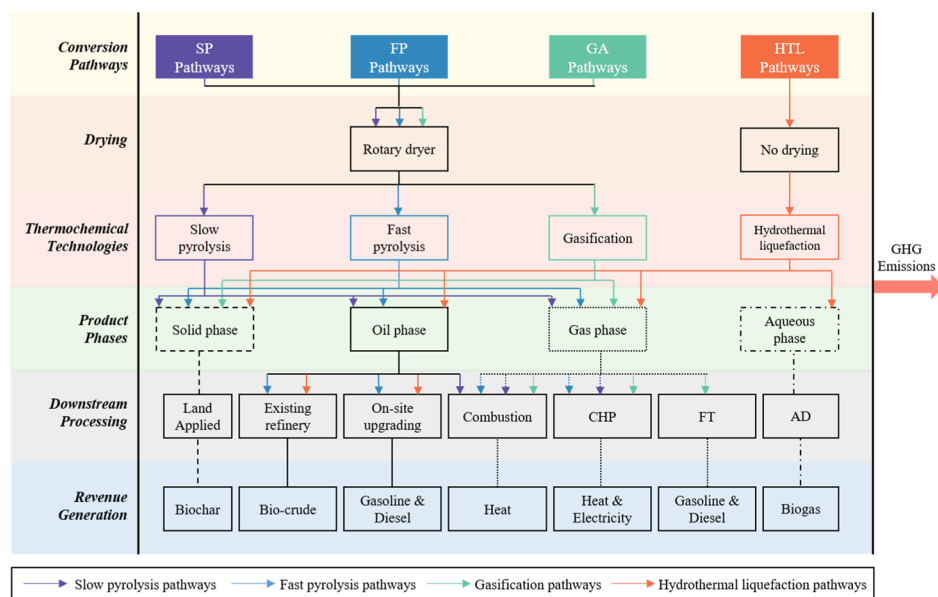 Conversion
Pathways
SP
Pathways
FP
Pathways
GA
Pathways
HTL
Pathways
Drying
Rotary dryer
No drying
Thermochemical
Technologies
Slow
pyrolysis
Fast
pyrolysis
Gasification
Hydrothermal
liquefaction
GHG
Emissions
Product
Phases
Solid phase
Oil phase
Gas phase
Aqueous
phase
Downstream
Processing
Land
Applied
Existing
refinery
On-site
upgrading
Combustion
CHP
FT
AD
Revenue
Generation
Biochar
Bio-crude
Gasoline &
Diesel
Heat
Heat &
Electricity
Gasoline &
Diesel
Biogas
Slow pyrolysis pathways
Fast pyrolysis pathways
Gasification pathways
Hydrothermal liquefaction pathways